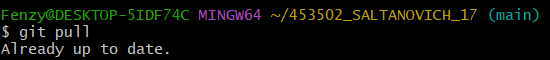 Fenzy@DESKTOP-5IDF74C MINGW64 ~/453502_SALTANOVICH_17 (main)
$ git pull
Already up to date.